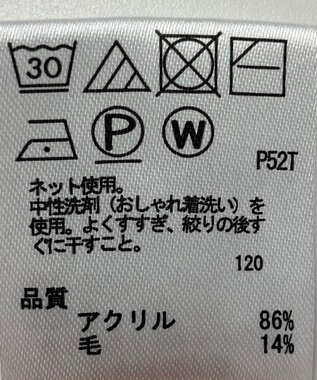 30
P W
P52T
ネット使用。
中性洗剤（おしゃれ着洗い）を
使用。よくすすぎ、絞りの後す
ぐに干すこと。
120
品質
アクリル 86%
毛 14%